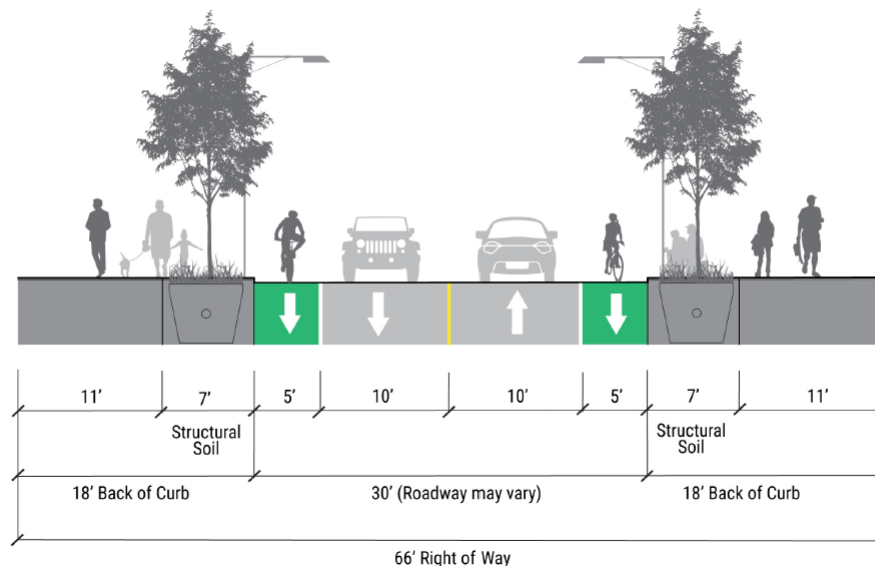 11’ 7’ 5’ 10’ 10’ 5’ 7’ 11’
Structural
Soil
Structural
Soil
18’ Back of Curb 30’ (Roadway may vary) 18’ Back of Curb
66’ Right of Way